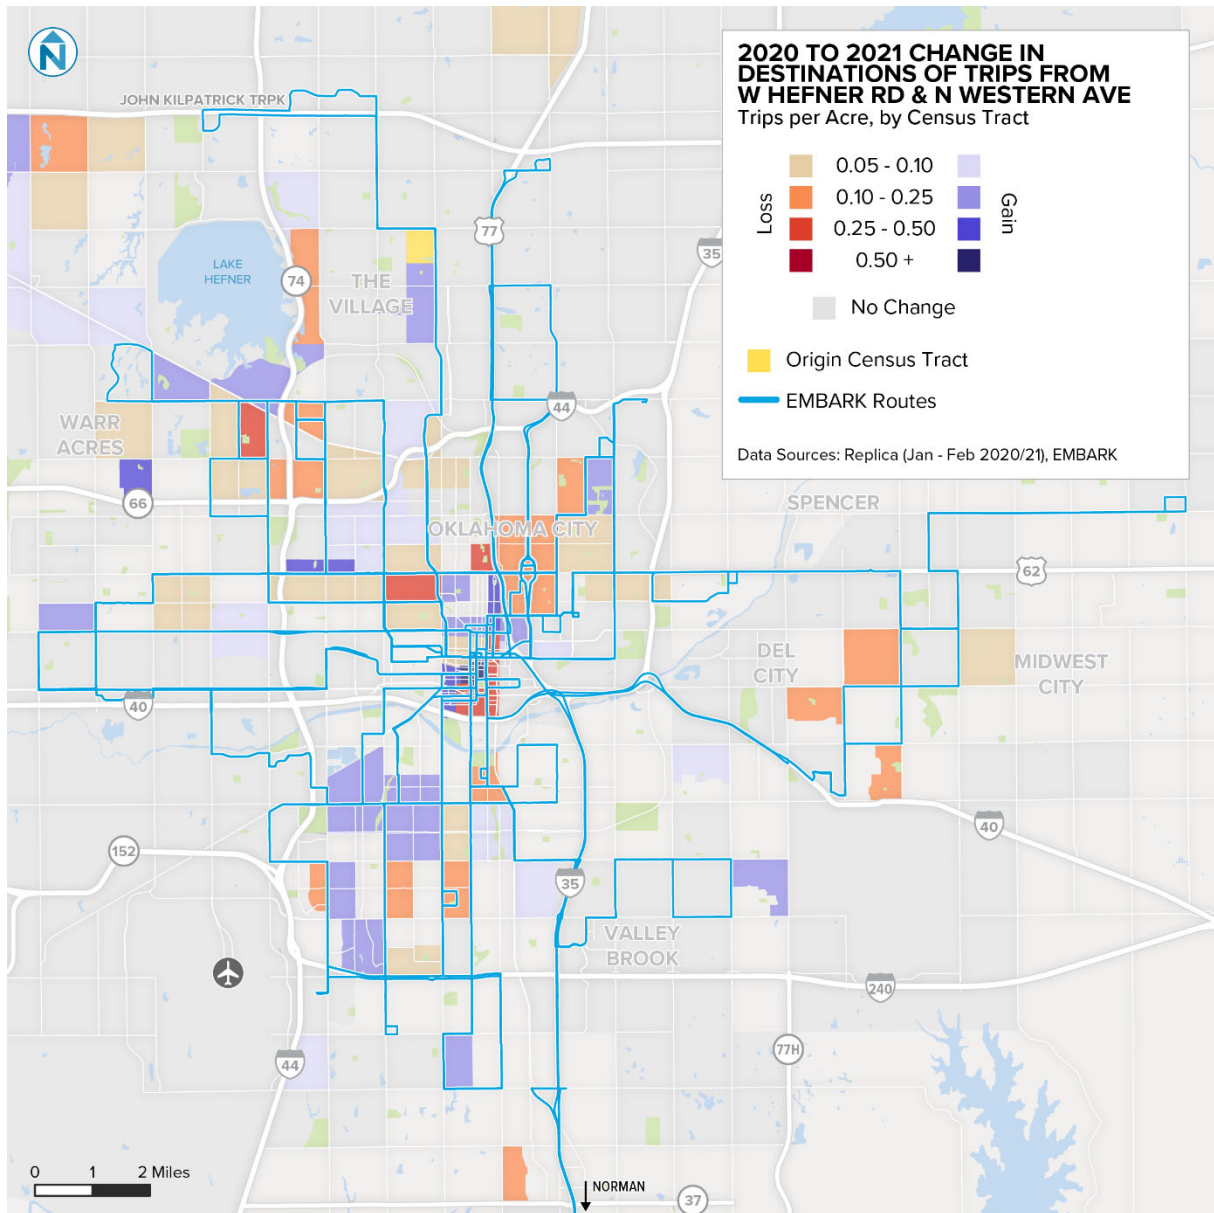 N
2020 TO 2021 CHANGE IN
DESTINATIONS OF TRIPS FROM
W HEFNER RD & N WESTERN AVE
Trips per Acre, by Census Tract
Loss
0.05 - 0.10
0.10 - 0.25
0.25 - 0.50
0.50 +
Gain
No Change
Origin Census Tract
EMBARK Routes
Data Sources: Replica (Jan - Feb 2020/21), EMBARK
JOHN KILPATRICK TRPK
77
35
LAKE
HEFNER
74
THE
VILLAGE
44
WARR
ACRES
66
OKLAHOMA CITY
SPENCER
62
DEL
CITY
MIDWEST
CITY
40
40
152
35
VALLEY
BROOK
240
77H
44
0 1 2 Miles
NORMAN
37